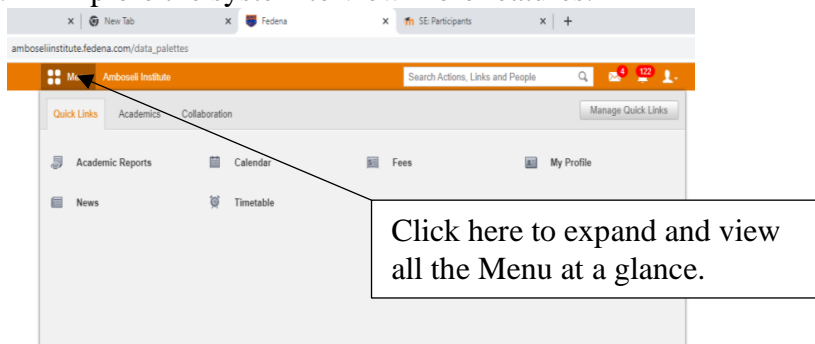 the system
New Tab
Fedena
SE: Participants
amboseliinstitute.fedena.com/data_palettes
Amboseli Institute
Search Actions, Links and People
4
122
Quick Links
Academics
Collaboration
Manage Quick Links
Academic Reports
Calendar
Fees
My Profile
News
Timetable
Click here to expand and view
all the Menu at a glance.